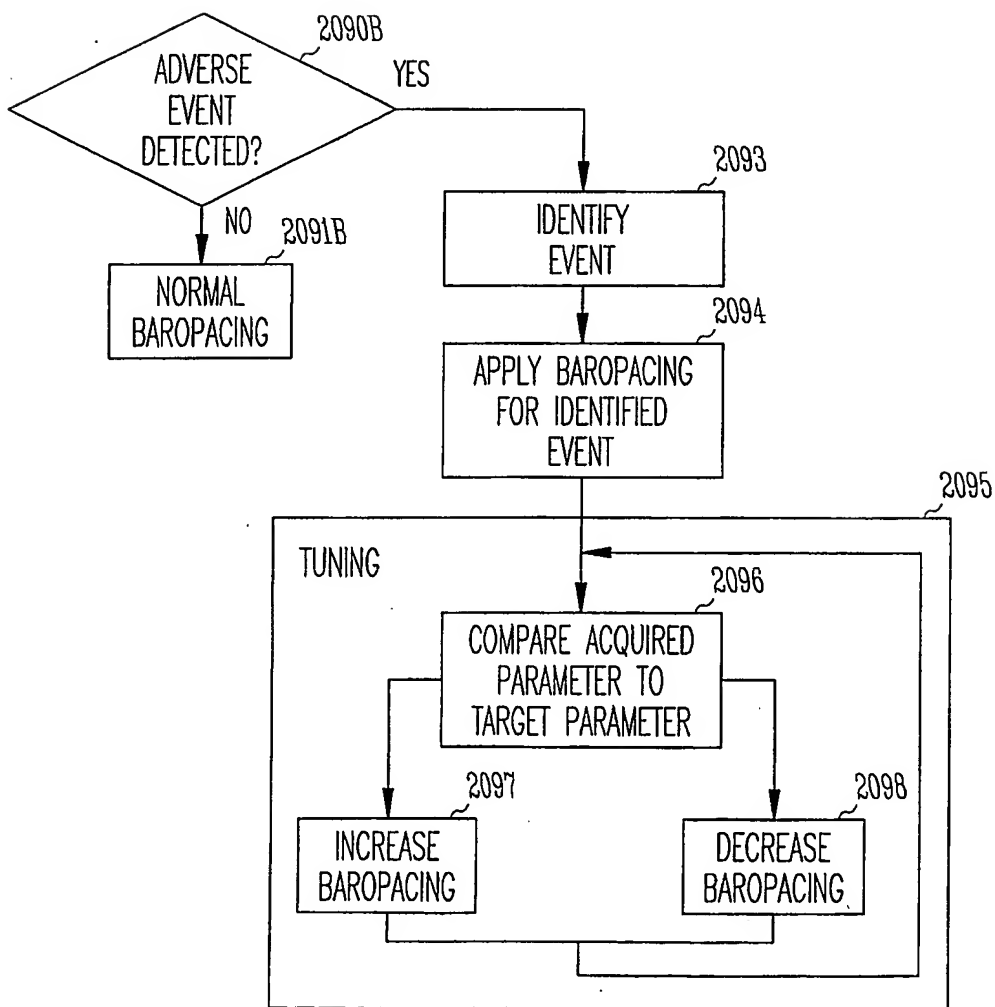 2090B
ADVERSE
EVENT
DETECTED?
YES
NO
2091B
NORMAL
BAROPACING
2093
IDENTIFY
EVENT
2094
APPLY BAROPACING
FOR IDENTIFIED
EVENT
2095
TUNING
2096
COMPARE ACQUIRED
PARAMETER TO
TARGET PARAMETER
2097
INCREASE
BAROPACING
2098
DECREASE
BAROPACING